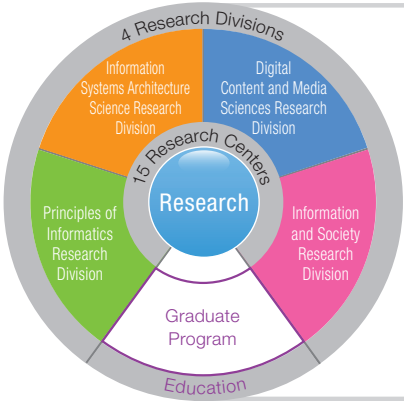 4 Research Divisions
Information
Systems Architecture
Science Research
Division
Digital
Content and Media
Sciences Research
Division
15 Research Centers
Research
Principles of
Informatics
Research
Division
Information
and Society
Research
Division
Graduate
Program
Education